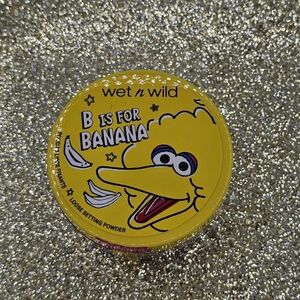 wet n wild
B IS FOR
BANANA
LOOSE SETTING POWDER